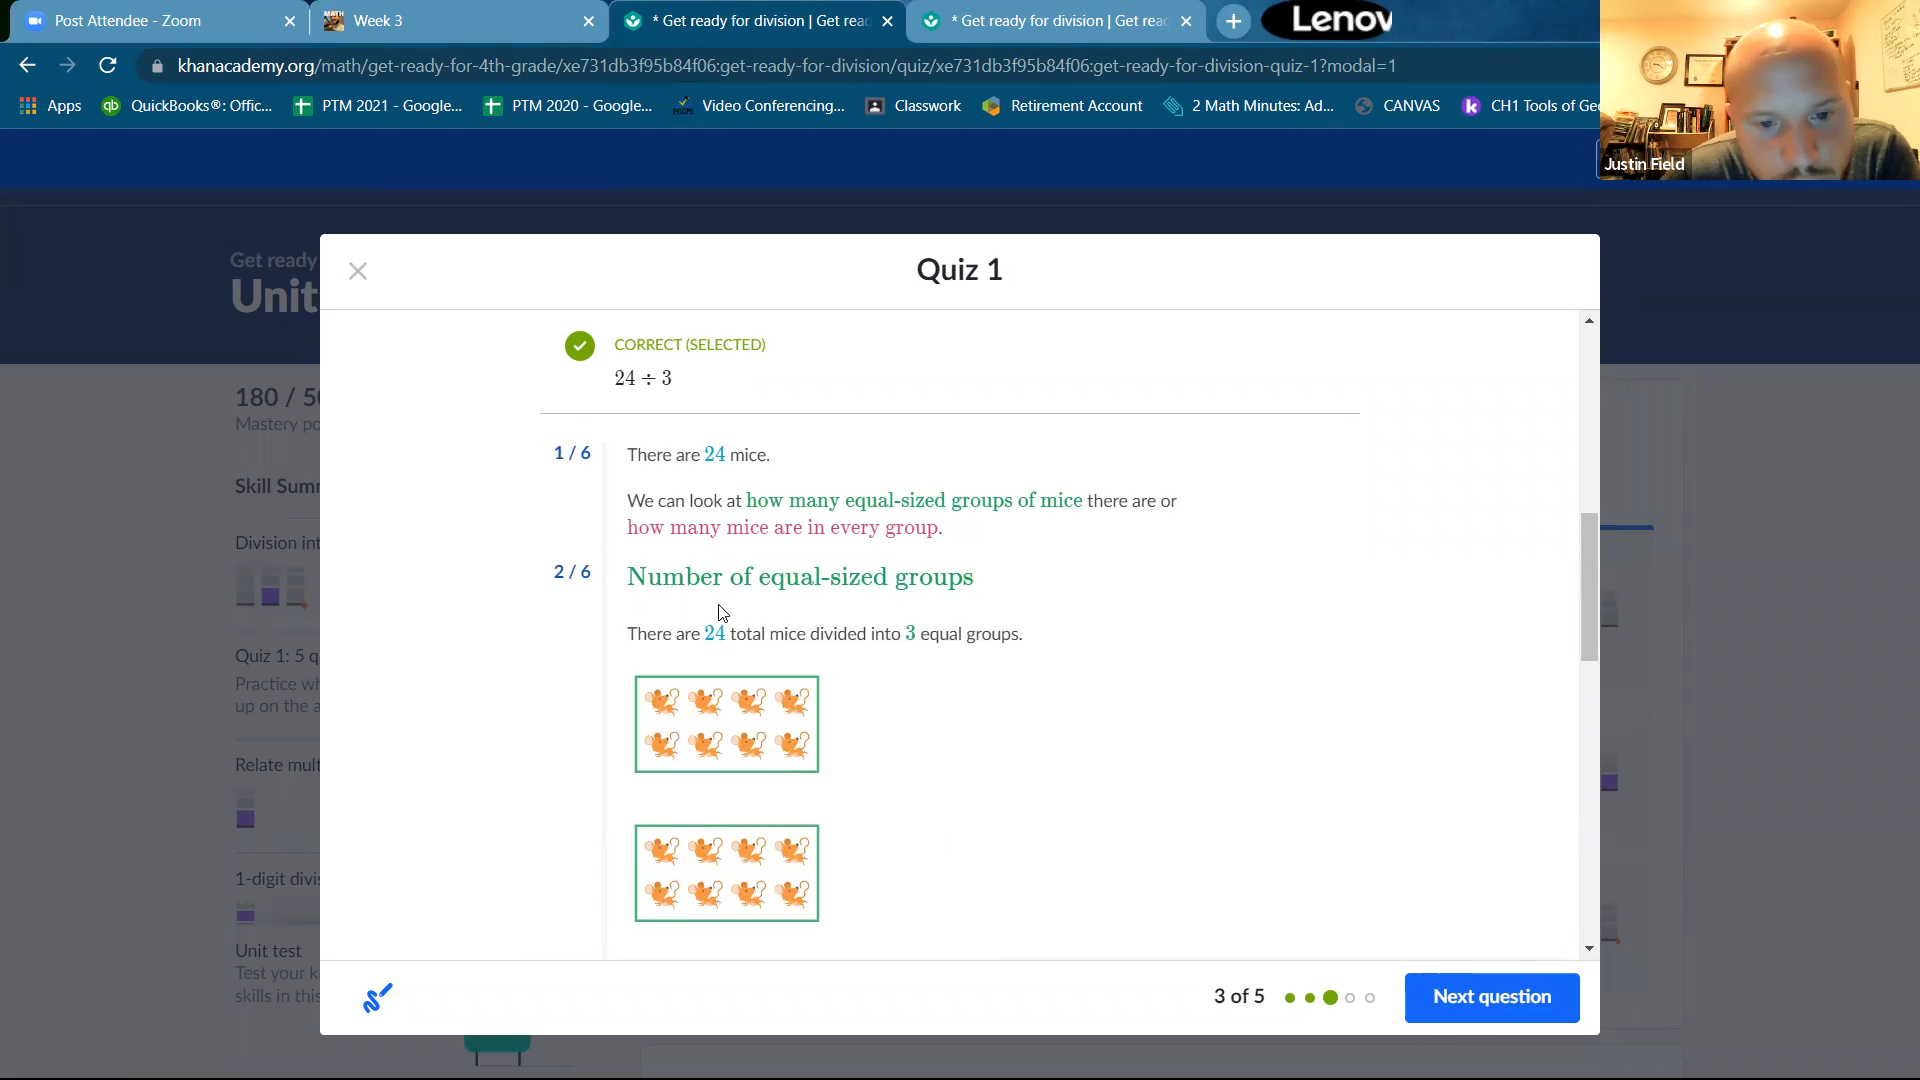 Post Attendee - Zoom
Week 3
* Get ready for division | Get read
* Get ready for division | Get read
Lenov
khanacademy.org/math/get-ready-for-4th-grade/xe731db3f95b84f06:get-ready-for-division/quiz/xe731db3f95b84f06:get-ready-for-division-quiz-1?modal=1
Apps
qb
QuickBooks®: Offic...
PTM 2021 - Google...
PTM 2020 - Google...
Video Conferencing...
Classwork
Retirement Account
2 Math Minutes: Ad...
CANVAS
CH1 Tools of Geo
Justin Field
Get ready
Unit
Quiz 1
180 / 50
Mastery po
Skill Summ
Division int
Quiz 1: 5 q
Practice wh
up on the a
Relate mult
1-digit divis
Unit test
Test your k
skills in this
CORRECT (SELECTED)
24 ÷ 3
1 / 6
There are 24 mice.
We can look at how many equal-sized groups of mice there are or
how many mice are in every group.
2 / 6
Number of equal-sized groups
There are 24 total mice divided into 3 equal groups.
3 of 5
Next question